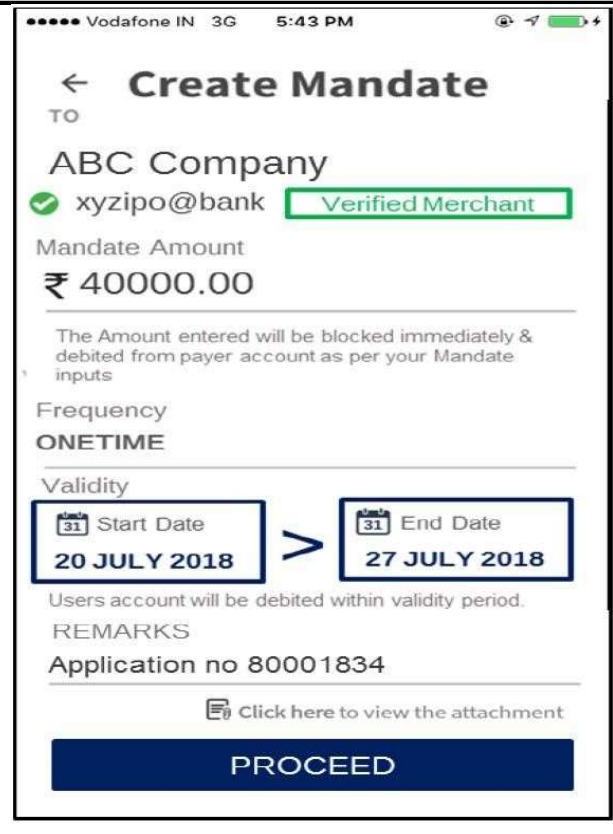 Vodafone IN 3G 5:43 PM
← Create Mandate
TO
ABC Company
xyzipo@bank Verified Merchant
Mandate Amount
₹ 40000.00
The Amount entered will be blocked immediately &
debited from payer account as per your Mandate
inputs
Frequency
ONETIME
Validity
31 Start Date > 31 End Date
20 JULY 2018 27 JULY 2018
Users account will be debited within validity period.
REMARKS
Application no 80001834
Click here to view the attachment
PROCEED